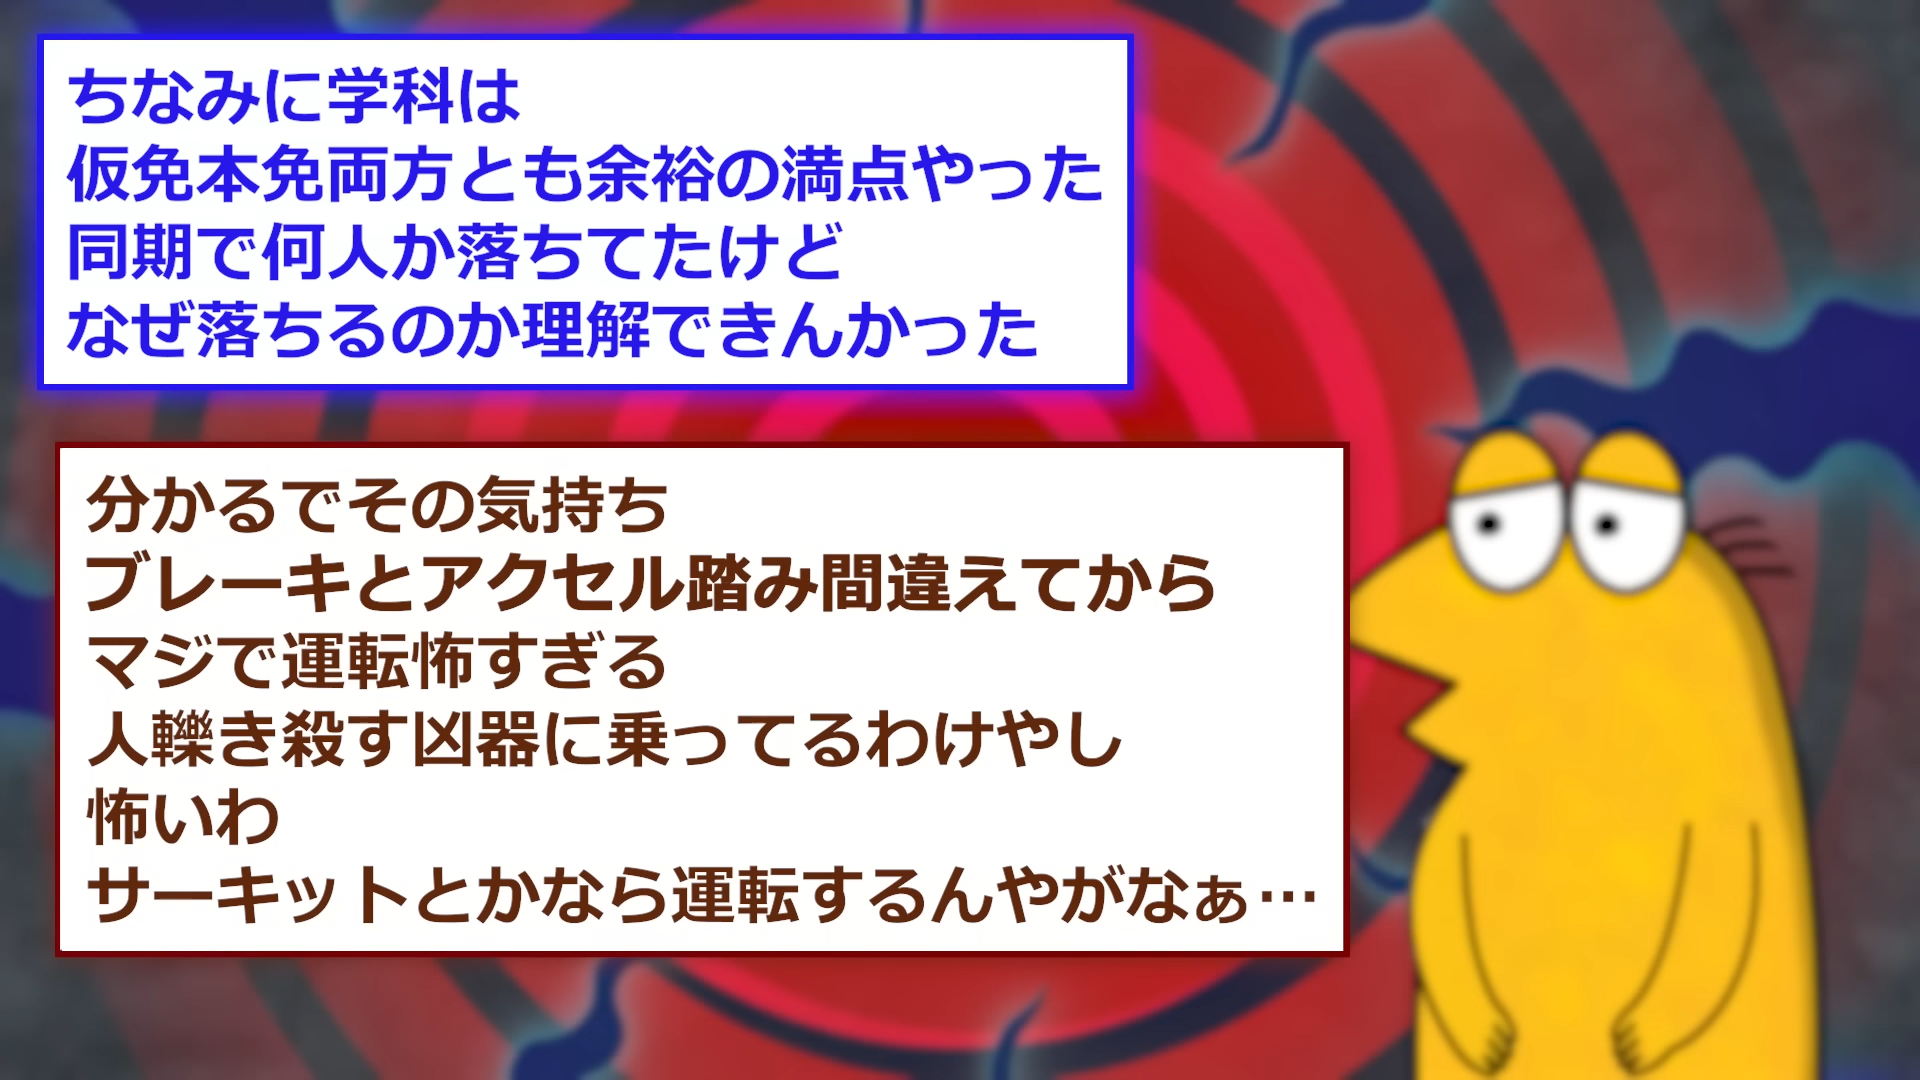 ちなみに学科は
仮免本免両方とも余裕の満点やった
同期で何人か落ちてたけど
なぜ落ちるのか理解できんかった
分かるでその気持ち
ブレーキとアクセル踏み間違えてから
マジで運転怖すぎる
人轢き殺す凶器に乗ってるわけやし
怖いわ
サーキットとかなら運転するんやがなぁ…